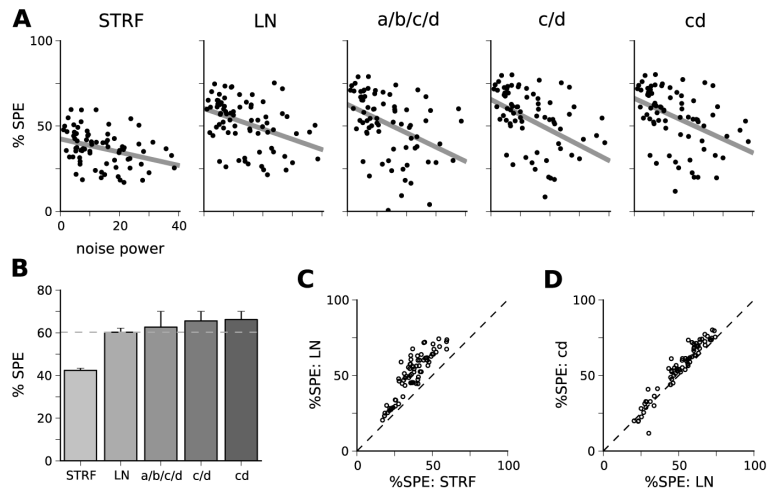 A STRF LN a/b/c/d c/d cd
100
% SPE
50
0
0 10 20 30 40
noise power
B
80
60
% SPE
40
20
0
STRF LN a/b/c/d c/d cd
C
100
%SPE: LN
50
0
0 50 100
%SPE: STRF
D
100
%SPE: cd
50
0
0 50 100
%SPE: LN